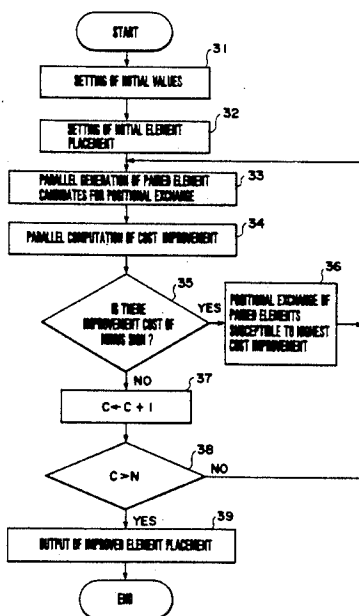 START
31
SETTING OF INITIAL VALUES
32
SETTING OF INITIAL ELEMENT
PLACEMENT
33
PARALLEL GENERATION OF PAIRED ELEMENT
CANDIDATES FOR POSITIONAL EXCHANGE
34
PARALLEL COMPUTATION OF COST IMPROVEMENT
35
IS THERE
IMPROVEMENT COST OF
MINUS SIGN ?
YES
36
POSITIONAL EXCHANGE OF
PAIRED ELEMENTS
SUSCEPTIBLE TO HIGHEST
COST IMPROVEMENT
NO
37
C←C + 1
38
C>N
NO
YES
39
OUTPUT OF IMPROVED ELEMENT PLACEMENT
END